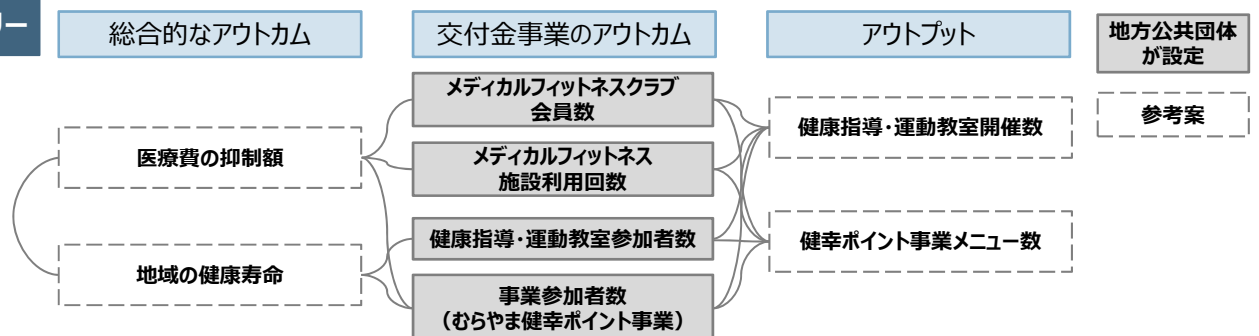 リー
総合的なアウトカム
交付金事業のアウトカム
アウトプット
地方公共団体
が設定
参考案
医療費の抑制額
地域の健康寿命
メディカルフィットネスクラブ
会員数
メディカルフィットネス
施設利用回数
健康指導・運動教室参加者数
事業参加者数
（むらやま健幸ポイント事業）
健康指導・運動教室開催数
健幸ポイント事業メニュー数